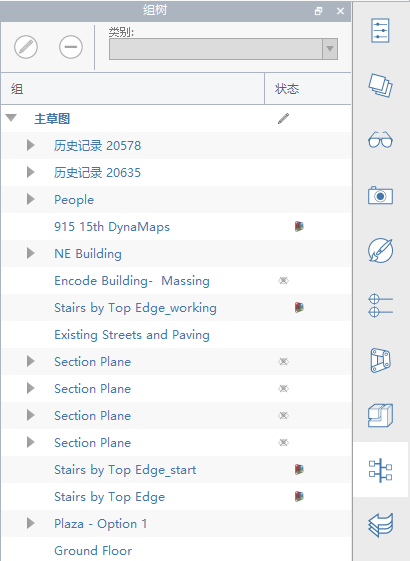 组树
类别:
组 状态
主草图
历史记录 20578
历史记录 20635
People
915 15th DynaMaps
NE Building
Encode Building-  Massing
Stairs by Top Edge_working
Existing Streets and Paving
Section Plane
Section Plane
Section Plane
Section Plane
Stairs by Top Edge_start
Stairs by Top Edge
Plaza - Option 1
Ground Floor